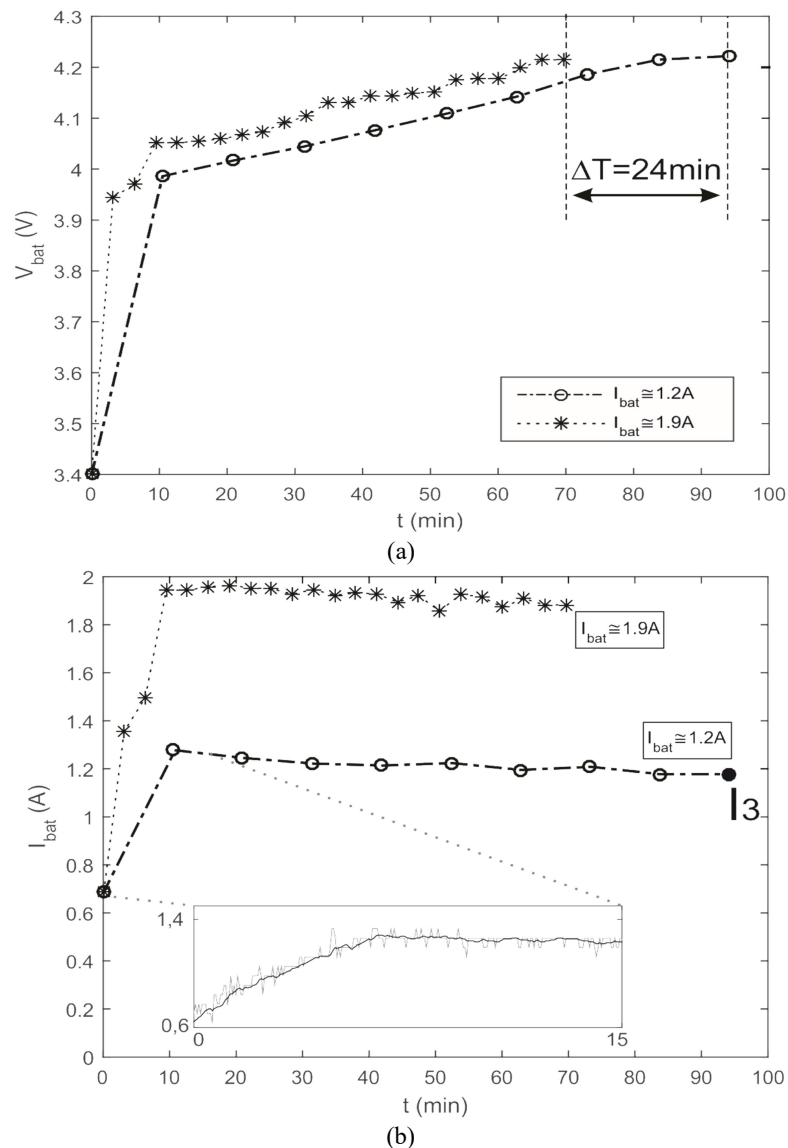 4.3
4.2
4.1
4
3.9
3.8
3.7
3.6
3.5
3.4
V_bat (V)
ΔT=24min
I_bat≅1.2A
I_bat≅1.9A
0 10 20 30 40 50 60 70 80 90 100
t (min)
(a)
2
1.8
1.6
1.4
1.2
1
0.8
0.6
0.4
0.2
0
I_bat (A)
I_bat≅1.9A
I_bat≅1.2A
I3
1,4
0,6
0 15
0 10 20 30 40 50 60 70 80 90 100
t (min)
(b)